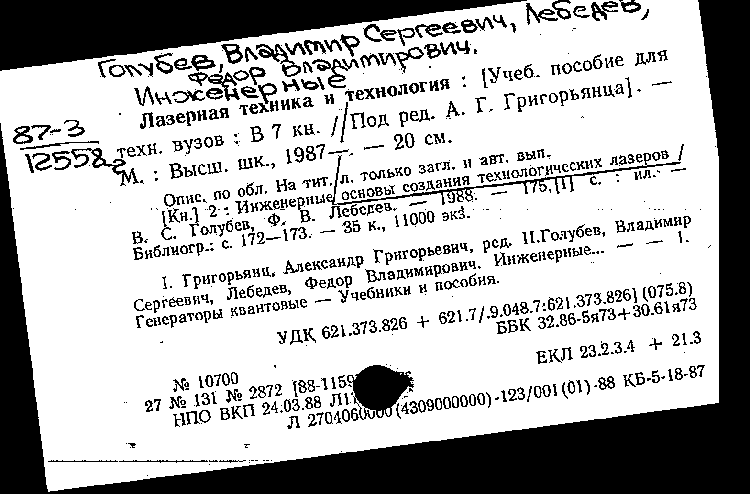 Голубев, Владимир Сергеевич, Лебедев,
Федор Владимирович.
Инженерные
Лазерная техника и технология : [Учеб. пособие для
87-3
техн. вузов : В 7 кн. // Под ред. А. Г. Григорьянца]. —
12558
2
М. : Высш. шк., 1987—. — 20 см.
Опис. по обл. На тит. л. только загл. и авт. вып.
[Кн.] 2 : Инженерные основы создания технологических лазеров /
В. С. Голубев, Ф. В. Лебедев. — 1988. — 175,[1] с. : ил. —
Библиогр.: с. 172—173. — 35 к., 11000 экз.
I. Григорьянц, Александр Григорьевич, ред. II.Голубев, Владимир
Сергеевич, Лебедев, Федор Владимирович. Инженерные... — — 1.
Генераторы квантовые — Учебники и пособия.
УДК 621.373.826 + 621.7/.9.048.7:621.373.826] (075.8)
ББК 32.86-5я73+30.61я73
ЕКЛ 23.2.3.4 + 21.3
№ 10700
27 № 131 № 2872 [88-1159
НПО ВКП 24.03.88
Л 2704060000(4309000000)-123/001(01)-88 КБ-5-18-87